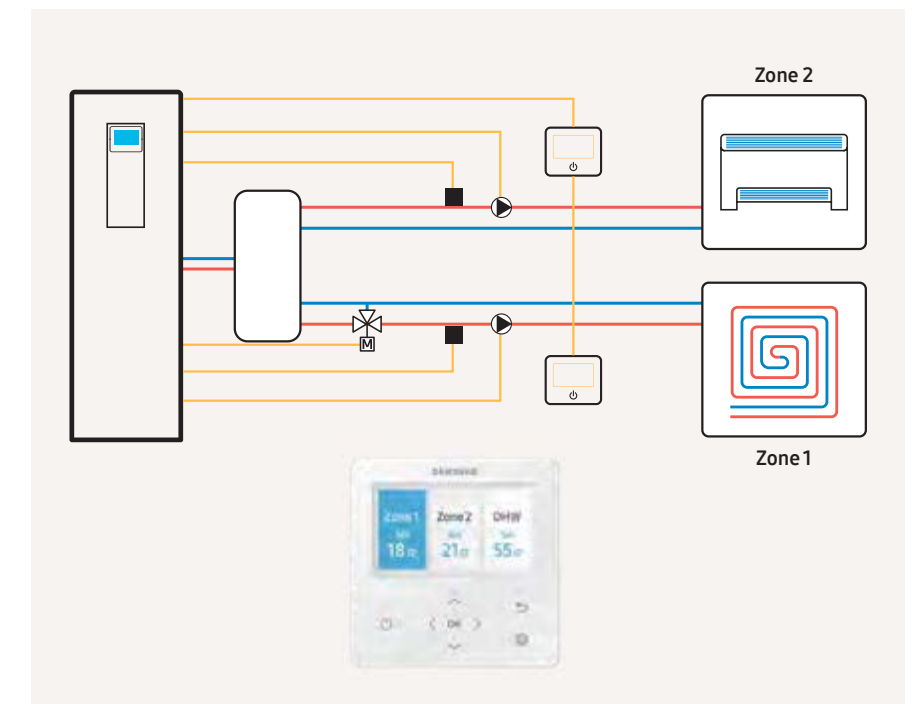 Zone 2
M
Zone 1
SAMSUNG
Zone 1 Zone 2 DHW
18 21 55
OK